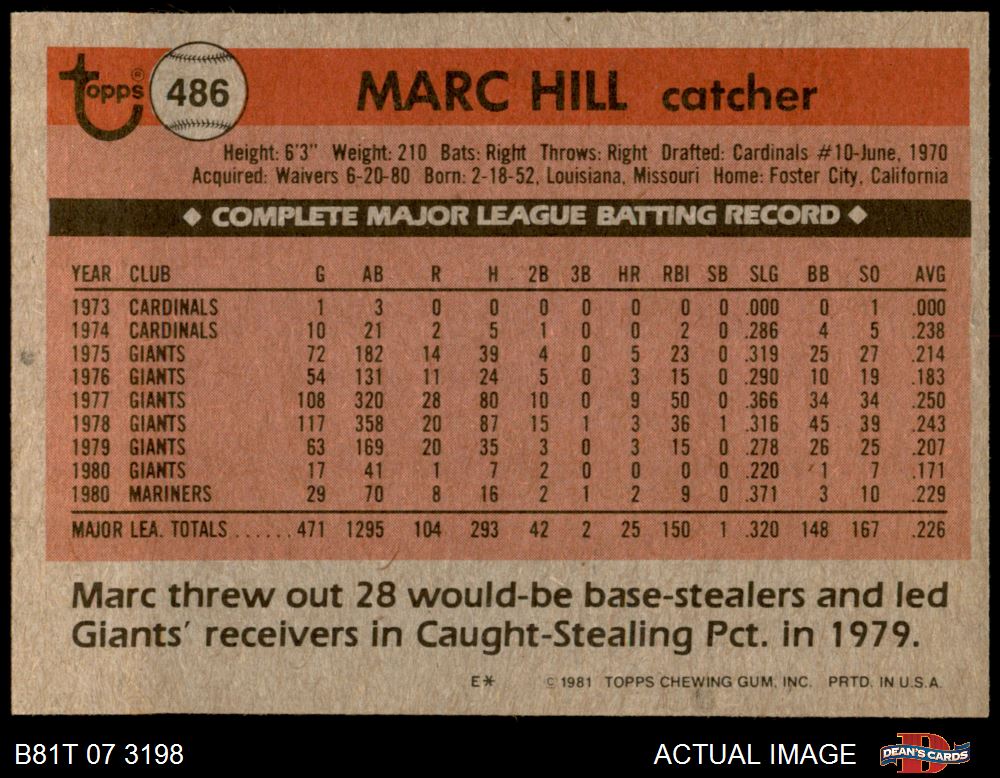 Topps® 486 MARC HILL catcher
Height: 6'3" Weight: 210 Bats: Right Throws: Right Drafted: Cardinals #10-June, 1970
Acquired: Waivers 6-20-80 Born: 2-18-52, Louisiana, Missouri Home: Foster City, California
◆ COMPLETE MAJOR LEAGUE BATTING RECORD ◆
YEAR CLUB G AB R H 2B 3B HR RBI SB SLG BB SO AVG
1973 CARDINALS 1 3 0 0 0 0 0 0 0 .000 0 1 .000
1974 CARDINALS 10 21 2 5 1 0 0 2 0 .286 4 5 .238
1975 GIANTS 72 182 14 39 4 0 5 23 0 .319 25 27 .214
1976 GIANTS 54 131 11 24 5 0 3 15 0 .290 10 19 .183
1977 GIANTS 108 320 28 80 10 0 9 50 0 .366 34 34 .250
1978 GIANTS 117 358 20 87 15 1 3 36 1 .316 45 39 .243
1979 GIANTS 63 169 20 35 3 0 3 15 0 .278 26 25 .207
1980 GIANTS 17 41 1 7 2 0 0 0 0 .220 1 7 .171
1980 MARINERS 29 70 8 16 2 1 2 9 0 .371 3 10 .229
MAJOR LEA. TOTALS ...... 471 1295 104 293 42 2 25 150 1 .320 148 167 .226
Marc threw out 28 would-be base-stealers and led
Giants' receivers in Caught-Stealing Pct. in 1979.
E* © 1981 TOPPS CHEWING GUM, INC. PRTD. IN U.S.A.
B81T 07 3198 ACTUAL IMAGE DEAN'S CARDS